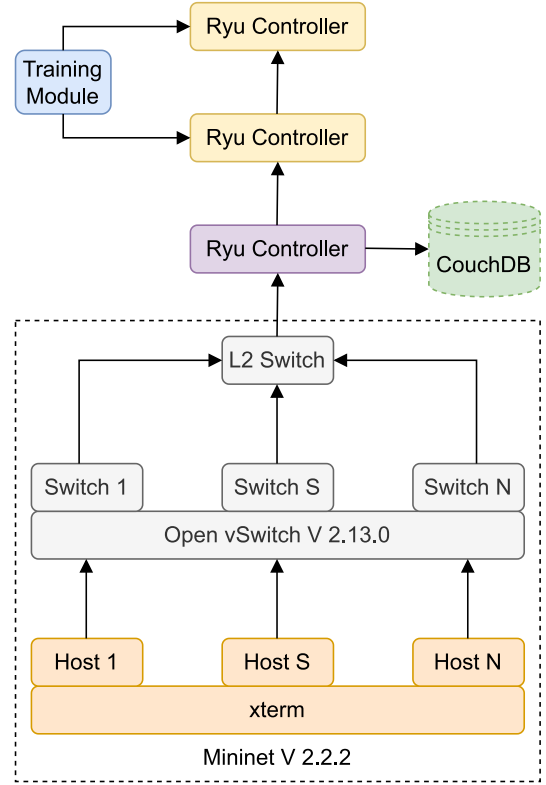 Ryu Controller
Training
Module
Ryu Controller
Ryu Controller
CouchDB
L2 Switch
Switch 1
Switch S
Switch N
Open vSwitch V 2.13.0
Host 1
Host S
Host N
xterm
Mininet V 2.2.2